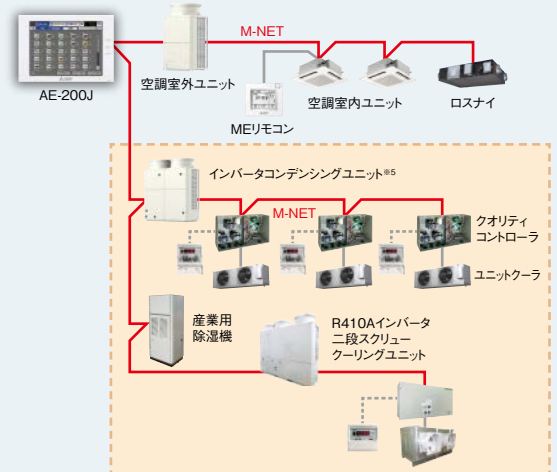 M-NET
AE-200J
空調室外ユニット
MEリモコン
空調室内ユニット
ロスナイ
インバータコンデンシングユニット※5
M-NET
クオリティ
コントローラ
ユニットクーラ
産業用
除湿機
R410Aインバータ
二段スクリュー
クーリングユニット